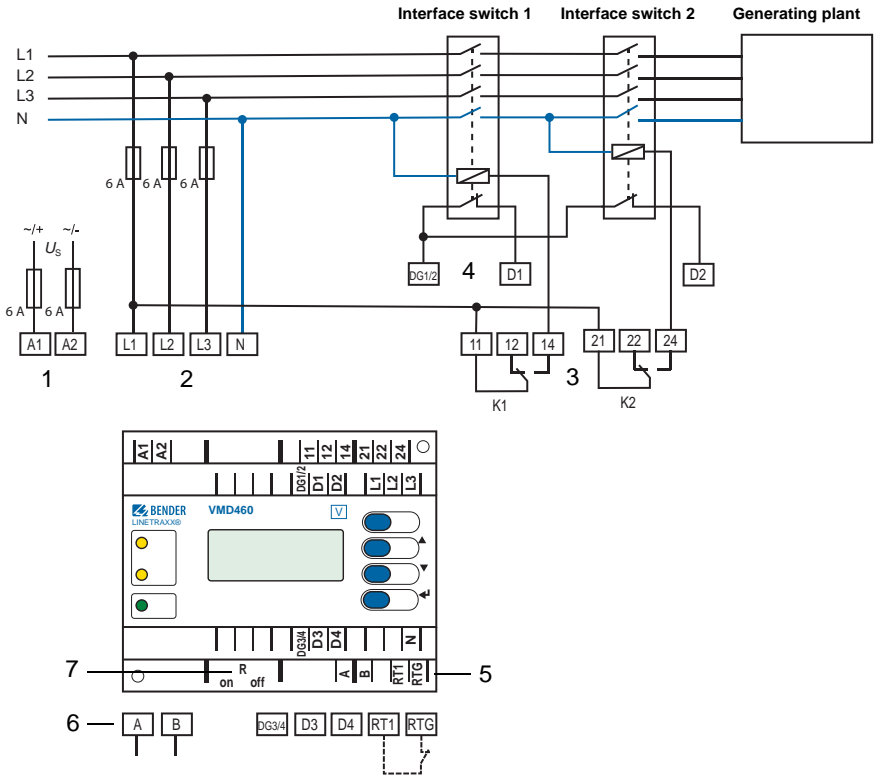 Interface switch 1 Interface switch 2 Generating plant
L1
L2
L3
N
6 A 6 A 6 A
~/+ ~/-
US
DG1/2 4 D1 D2
6 A 6 A
A1 A2 L1 L2 L3 N 11 12 14 21 22 24
1 2 3
K1 K2
A1 A2 11 12 14 21 22 24
DG1/2 D1 D2 L1 L2 L3
BENDER VMD460 V
LINETRAXX®
DG3/4 D3 D4 N
7 R A B RT1 RTG 5
on off
6 A B DG3/4 D3 D4 RT1 RTG